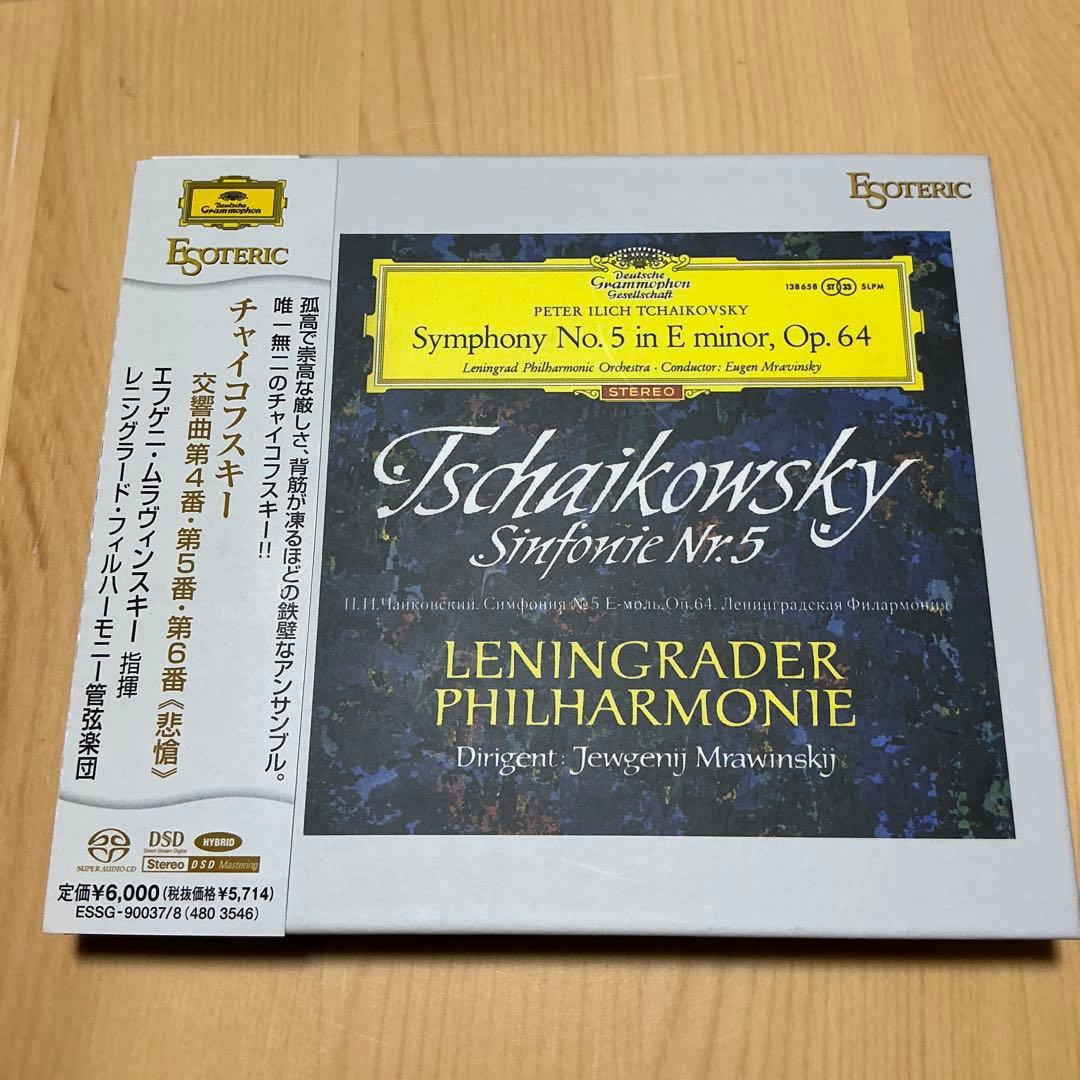 Deutsche
Grammophon
ESOTERIC
孤高で崇高な厳しさ、背筋が凍るほどの鉄壁なアンサンブル。
唯一無二のチャイコフスキー!!
チャイコフスキー
交響曲第4番・第5番・第6番《悲愴》
エフゲニ・ムラヴィンスキー 指揮
レニングラード・フィルハーモニー管弦楽団
SUPER AUDIO CD
DSD
Direct Stream Digital
HYBRID
Stereo DSD Mastering
定価¥6,000(税抜価格¥5,714)
ESSG-90037/8 (480 3546)
ESOTERIC
Deutsche
Grammophon
Gesellschaft
138658 ST 33 SLPM
PETER ILICH TCHAIKOVSKY
Symphony No. 5 in E minor, Op. 64
Leningrad Philharmonic Orchestra · Conductor: Eugen Mravinsky
STEREO
Tschaikowsky
Sinfonie Nr. 5
П.И.Чайковский. Симфония №5 Е-моль, Ор.64. Ленинградская Филармония
LENINGRADER
PHILHARMONIE
Dirigent: Jewgenij Mrawinskij